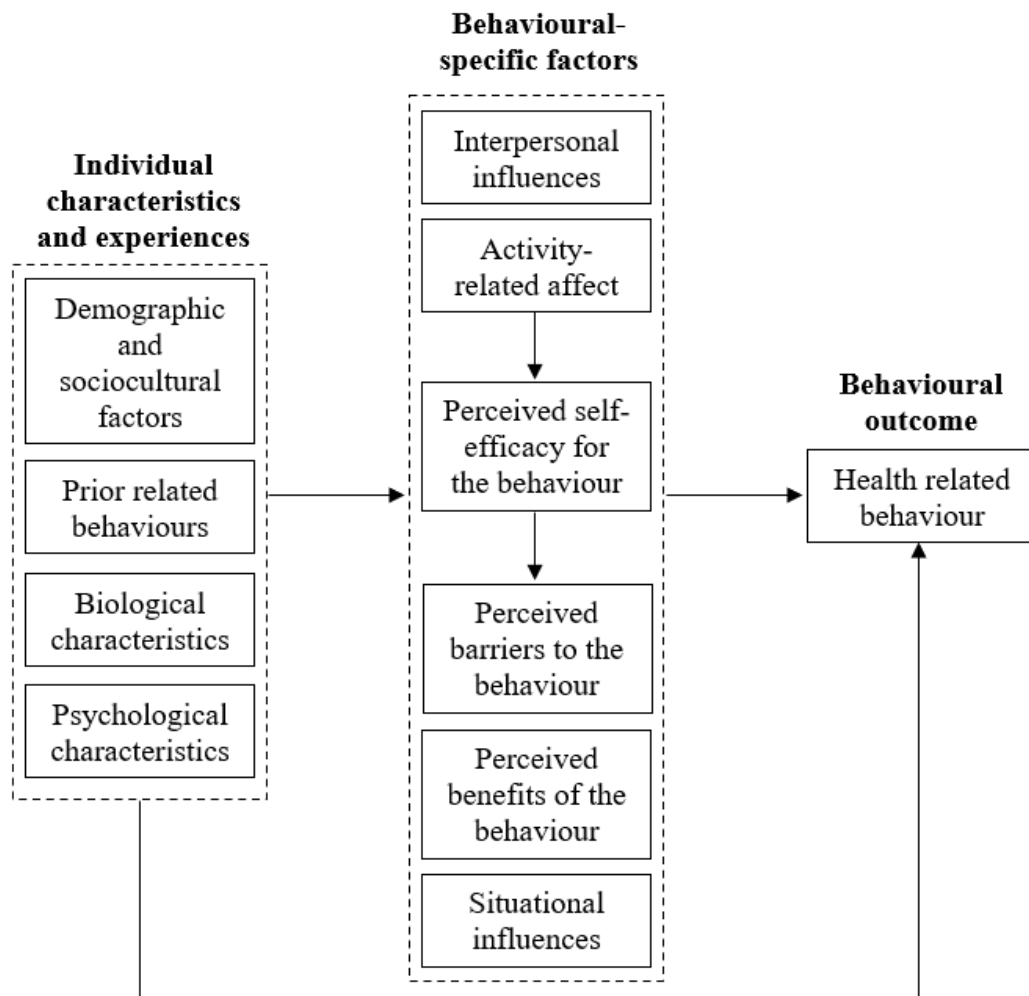 Individual
characteristics
and experiences
Demographic
and
sociocultural
factors
Prior related
behaviours
Biological
characteristics
Psychological
characteristics
Behavioural-
specific factors
Interpersonal
influences
Activity-
related affect
Perceived self-
efficacy for
the behaviour
Perceived
barriers to the
behaviour
Perceived
benefits of the
behaviour
Situational
influences
Behavioural
outcome
Health related
behaviour